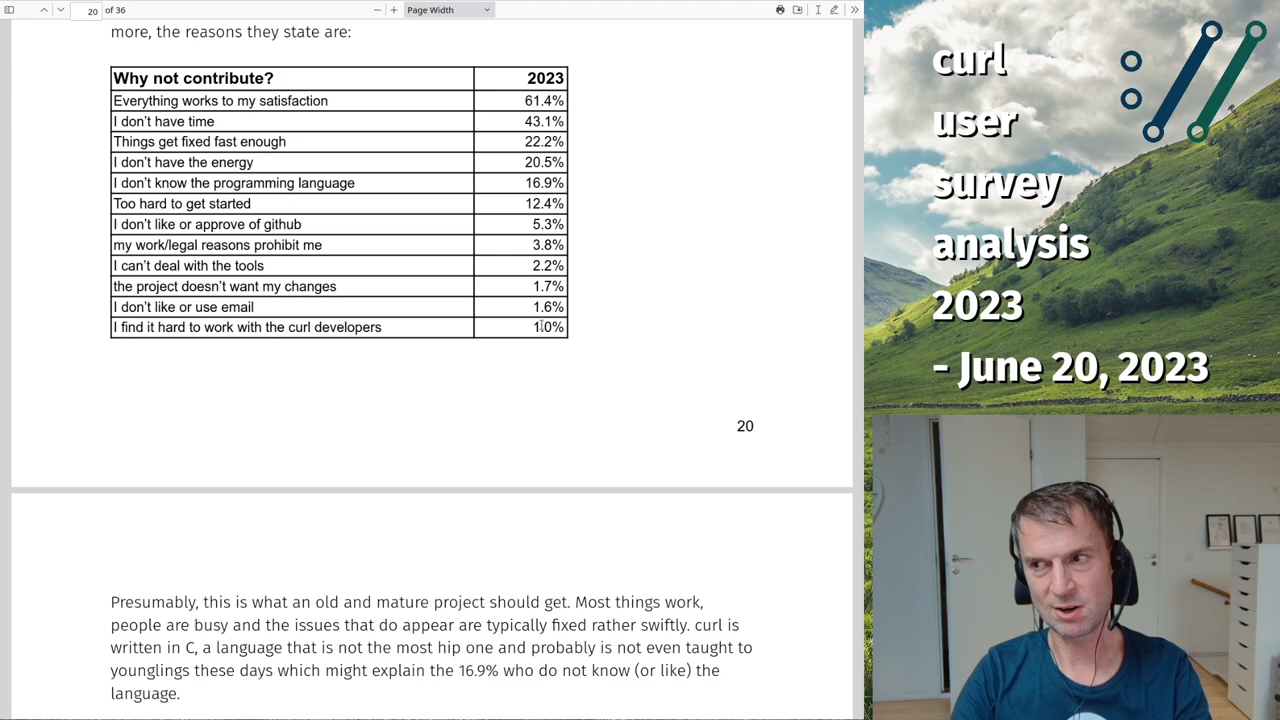 20 of 36
Page Width
more, the reasons they state are:
Why not contribute? 2023
Everything works to my satisfaction 61.4%
I don't have time 43.1%
Things get fixed fast enough 22.2%
I don't have the energy 20.5%
I don't know the programming language 16.9%
Too hard to get started 12.4%
I don't like or approve of github 5.3%
my work/legal reasons prohibit me 3.8%
I can't deal with the tools 2.2%
the project doesn't want my changes 1.7%
I don't like or use email 1.6%
I find it hard to work with the curl developers 1.0%
20
Presumably, this is what an old and mature project should get. Most things work,
people are busy and the issues that do appear are typically fixed rather swiftly. curl is
written in C, a language that is not the most hip one and probably is not even taught to
younglings these days which might explain the 16.9% who do not know (or like) the
language.
curl
user
survey
analysis
2023
- June 20, 2023